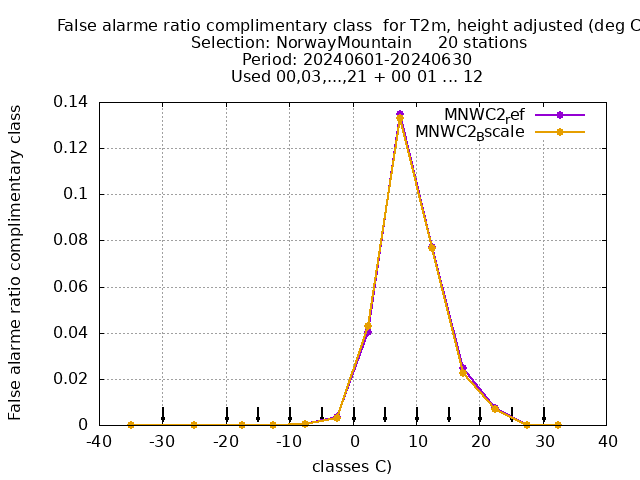 False alarme ratio complimentary class  for T2m, height adjusted (deg C
Selection: NorwayMountain     20 stations
Period: 20240601-20240630
Used 00,03,...,21 + 00 01 ... 12
False alarme ratio complimentary class
0.14
0.12
0.1
0.08
0.06
0.04
0.02
0
MNWC2ref
MNWC2Bscale
-40 -30 -20 -10 0 10 20 30 40
classes C)